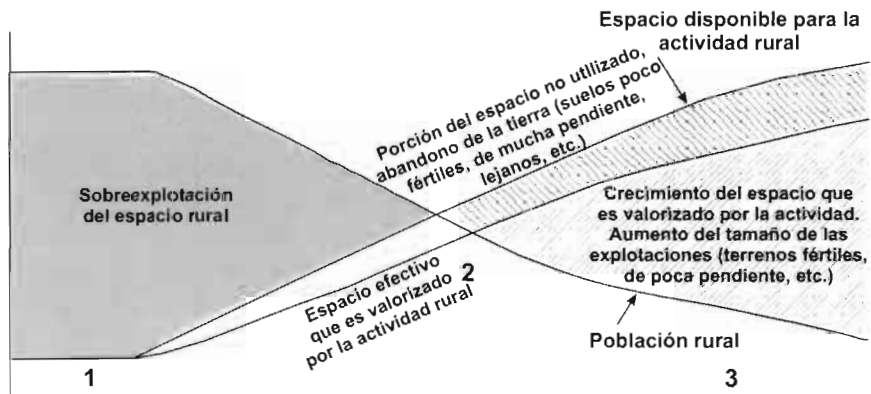 Espacio disponible para la
actividad rural
Porción del espacio no utilizado,
abandono de la tierra (suelos poco
fértiles, de mucha pendiente,
lejanos, etc.)
Sobreexplotación
del espacio rural
Crecimiento del espacio que
es valorizado por la actividad.
Aumento del tamaño de las
explotaciones (terrenos fértiles,
de poca pendiente, etc.)
2
Espacio efectivo
que es valorizado
por la actividad rural
Población rural
1
3